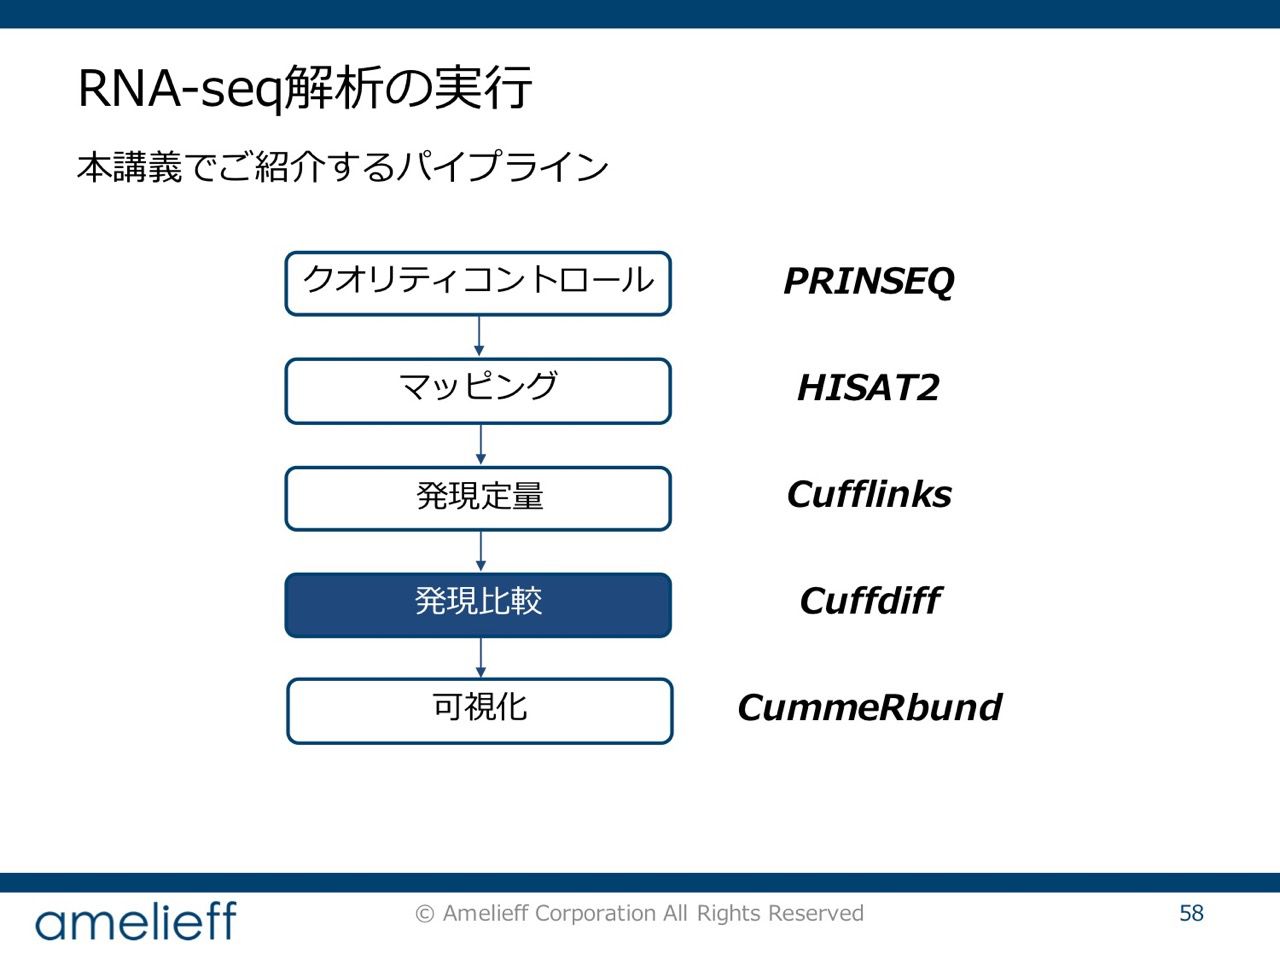 RNA-seq解析の実行
本講義でご紹介するパイプライン
クオリティコントロール PRINSEQ
マッピング HISAT2
発現定量 Cufflinks
発現比較 Cuffdiff
可視化 CummeRbund
amelieff © Amelieff Corporation All Rights Reserved 58